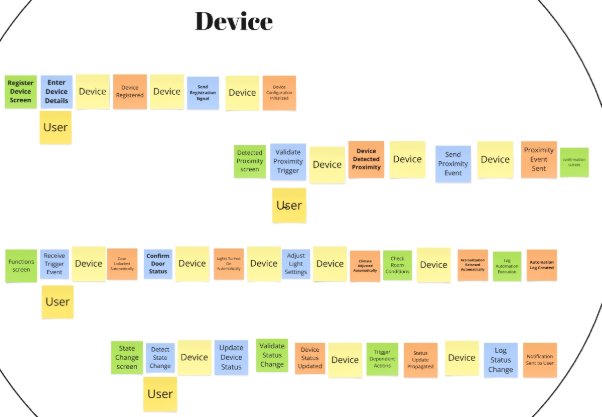 Device
Register Device Screen
Enter Device Details
Device
Device Registered
Device
Send Registration Signal
Device
Device Configuration Initialized
User
Detected Proximity screen
Validate Proximity Trigger
Device
Device Detected Proximity
Device
Send Proximity Event
Device
Proximity Event Sent
confirmation screen
User
Functions screen
Receive Trigger Event
Device
Door Unlocked Automatically
Confirm Door Status
Device
Lights Turned On Automatically
Device
Adjust Light Settings
Device
Climate Adjusted Automatically
Check Room Conditions
Device
Automatically
Log Automation Execution
Automation Log Created
User
State Change screen
Detect State Change
Device
Update Device Status
Validate Status Change
Device Status Updated
Device
Trigger Dependent Actions
Status Update Propagated
Device
Log Status Change
Notification Sent to User
User